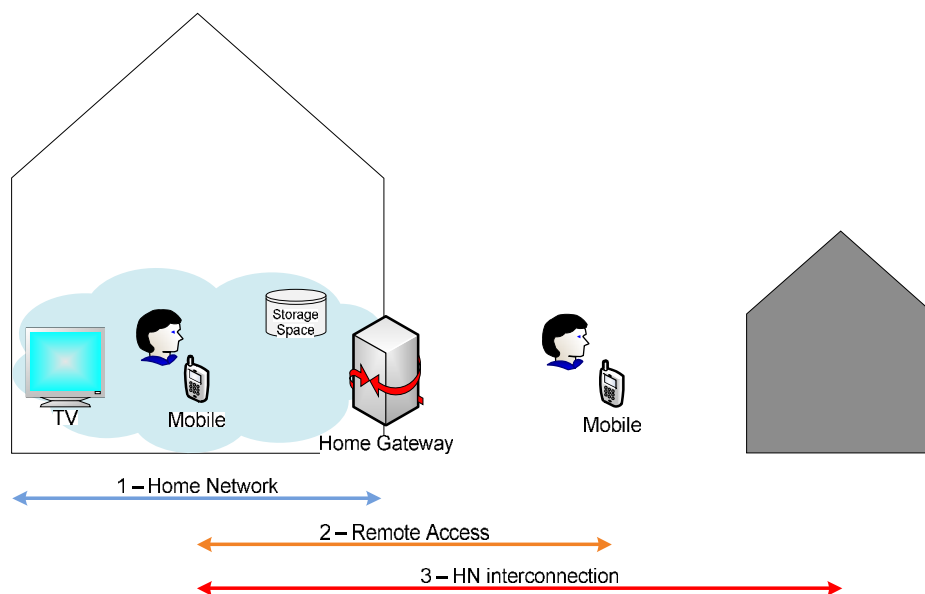 Storage
Space
TV
Mobile
Home Gateway
Mobile
1 – Home Network
2 – Remote Access
3 – HN interconnection